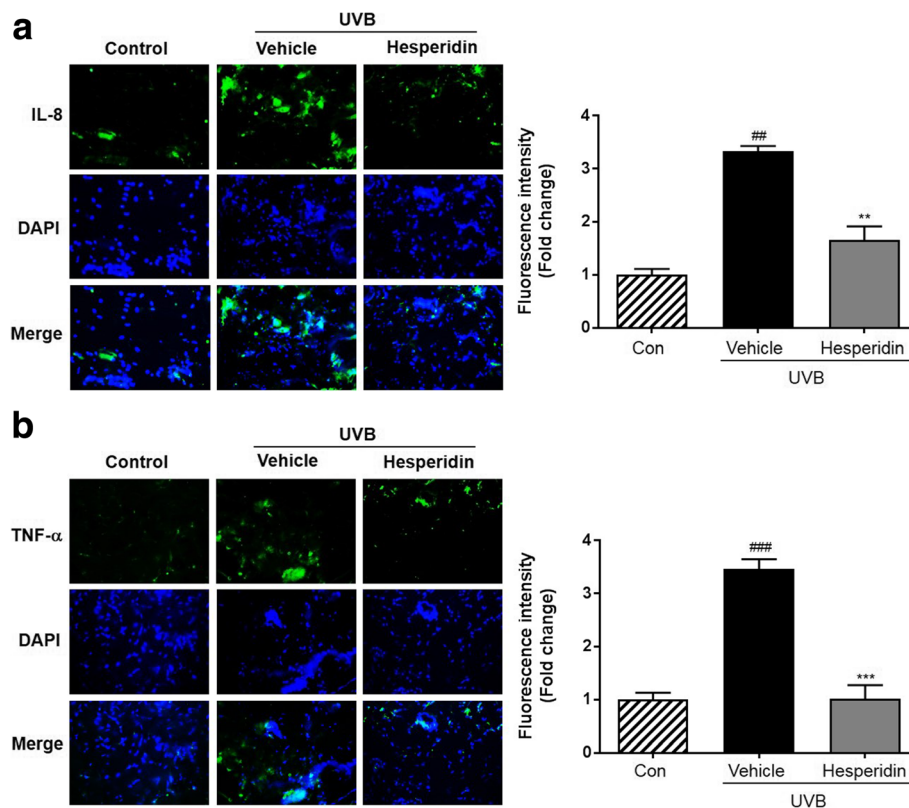 a
UVB
Control Vehicle Hesperidin
IL-8
DAPI
Merge
Fluorescence intensity
(Fold change)
4
3
2
1
0
##
**
Con Vehicle Hesperidin
UVB
b
UVB
Control Vehicle Hesperidin
TNF-α
DAPI
Merge
Fluorescence intensity
(Fold change)
4
3
2
1
0
###
***
Con Vehicle Hesperidin
UVB